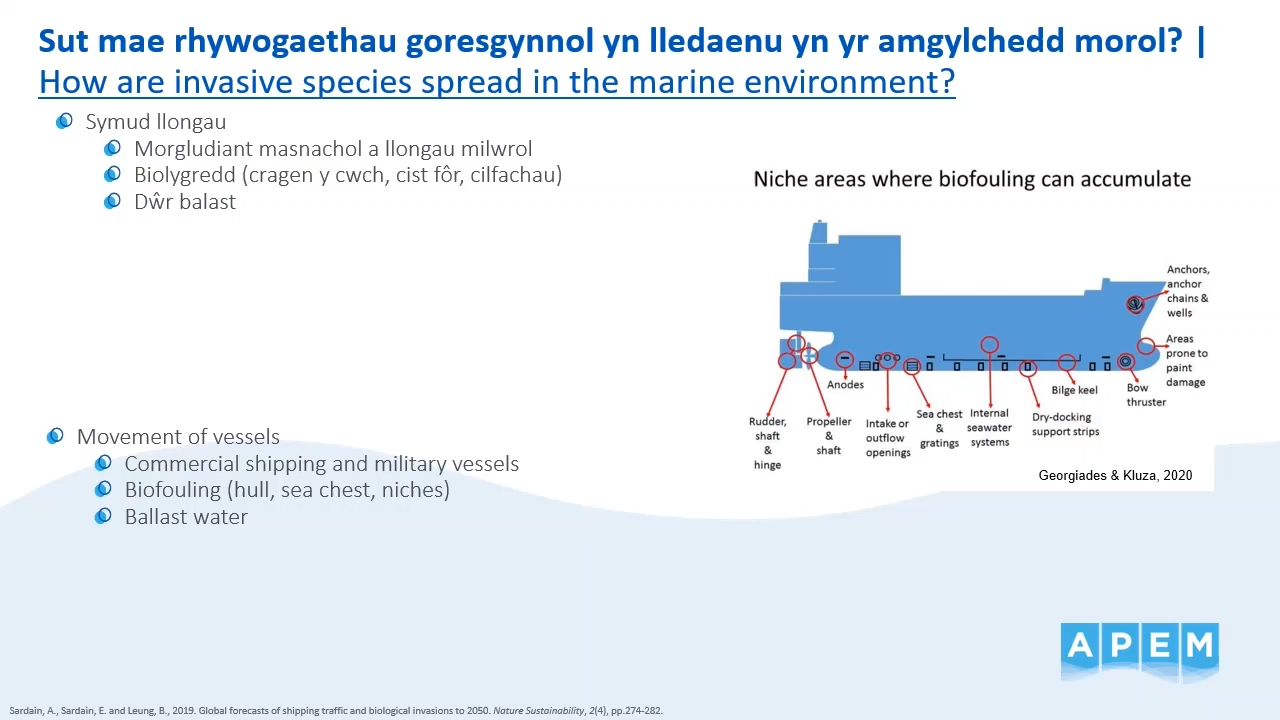 Sut mae rhywogaethau goresgynnol yn lledaenu yn yr amgylchedd morol? |
How are invasive species spread in the marine environment?
Symud llongau
Morgludiant masnachol a llongau milwrol
Biolygredd (cragen y cwch, cist fôr, cilfachau)
Dŵr balast
Movement of vessels
Commercial shipping and military vessels
Biofouling (hull, sea chest, niches)
Ballast water
Niche areas where biofouling can accumulate
Anchors,
anchor
chains &
wells
Areas
prone to
paint
damage
Rudder,
shaft
&
hinge
Propeller
&
shaft
Anodes
Intake or
outflow
openings
Sea chest
&
gratings
Internal
seawater
systems
Dry-docking
support strips
Bilge keel
Bow
thruster
Georgiades & Kluza, 2020
APEM
Sardain, A., Sardain, E. and Leung, B., 2019. Global forecasts of shipping traffic and biological invasions to 2050. Nature Sustainability, 2(4), pp.274-282.